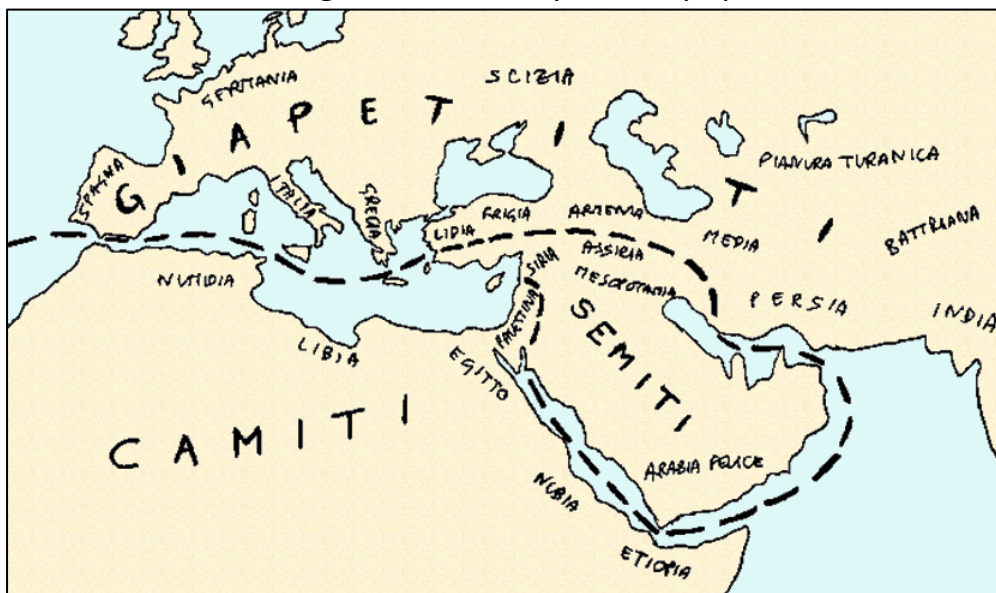 SCIZIA
GERMANIA
GIAPETITI
PIANURA TURANICA
SPAGNA
ITALIA
GRECIA
LIDIA
FRIGIA
ARMENIA
MEDIA
BATTRIANA
ASSIRIA
SIRIA
MESOPOTAMIA
NUMIDIA
PERSIA
INDIA
PALESTINA
SEMITI
LIBIA
EGITTO
CAMITI
ARABIA FELICE
NUBIA
ETIOPIA